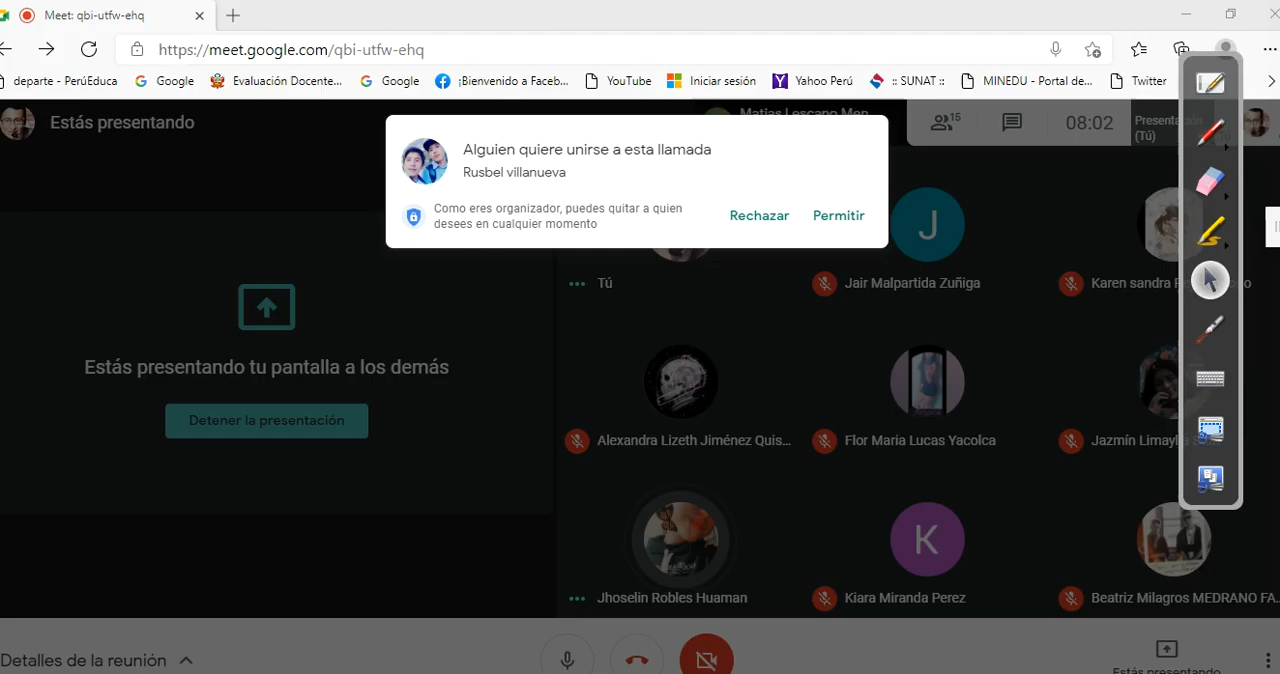 Meet: qbi-utfw-ehq
https://meet.google.com/qbi-utfw-ehq
departe - PerúEduca
Google
Evaluación Docente...
Google
¡Bienvenido a Faceb...
YouTube
Iniciar sesión
Yahoo Perú
:: SUNAT ::
MINEDU - Portal de...
Twitter
Estás presentando
Matias Lescano Men
15
08:02
Presentación
(Tú)
Alguien quiere unirse a esta llamada
Rusbel villanueva
Como eres organizador, puedes quitar a quien
desees en cualquier momento
Rechazar
Permitir
J
Tú
Jair Malpartida Zuñiga
Karen sandra
Estás presentando tu pantalla a los demás
Detener la presentación
Alexandra Lizeth Jiménez Quis...
Flor Maria Lucas Yacolca
Jazmín Limayl
K
Jhoselin Robles Huaman
Kiara Miranda Perez
Beatriz Milagros MEDRANO FA...
Detalles de la reunión
Estás presentando